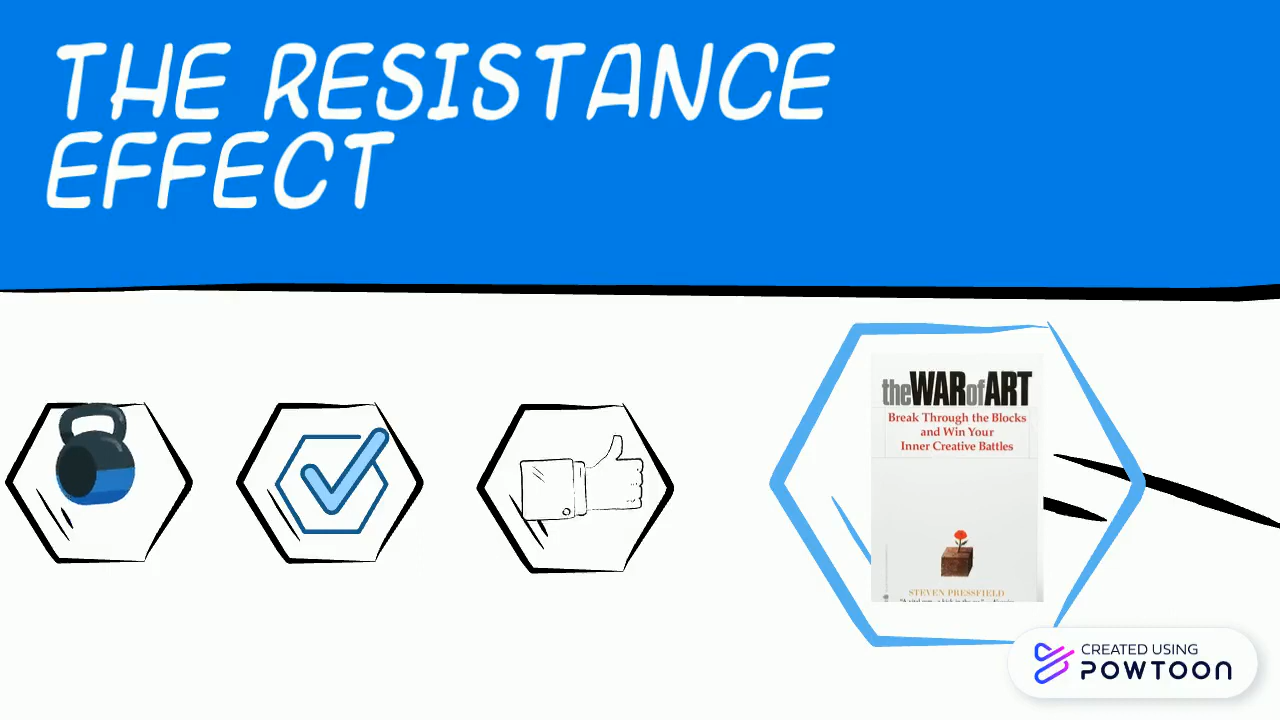 THE RESISTANCE
EFFECT
theWARofART
Break Through the Blocks
and Win Your
Inner Creative Battles
STEVEN PRESSFIELD
CREATED USING
POWTOON